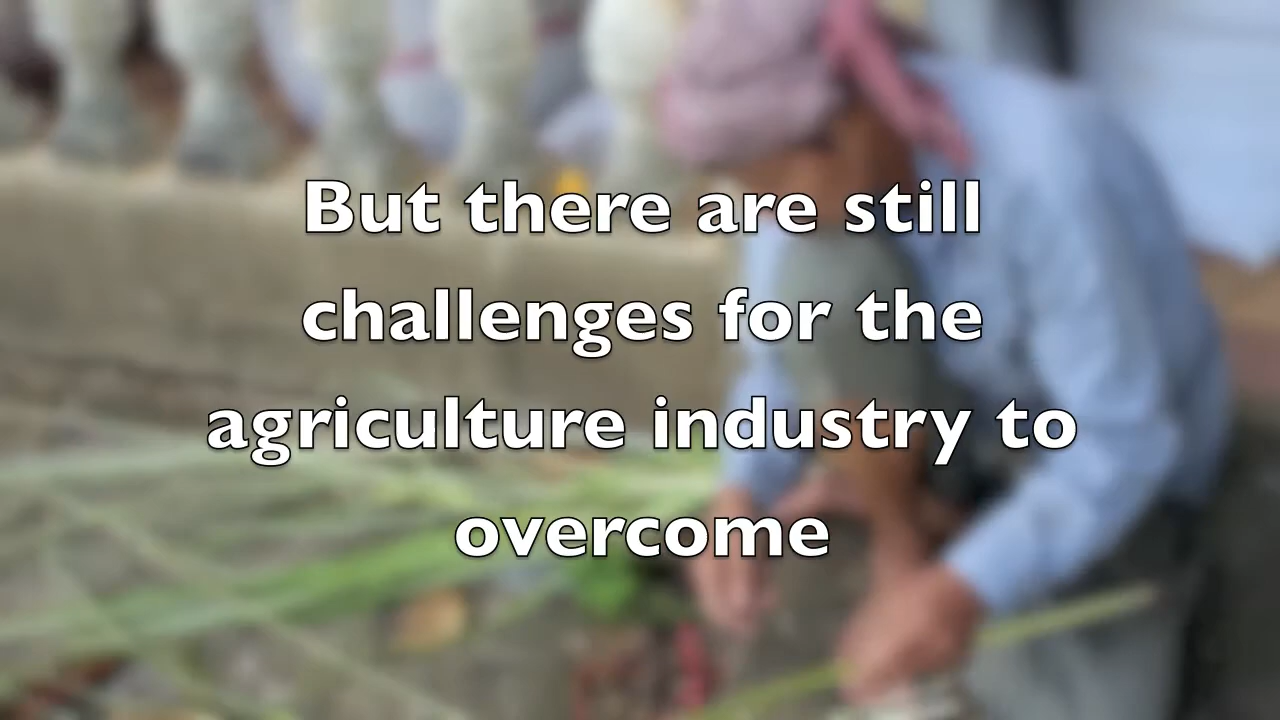 But there are still
challenges for the
agriculture industry to
overcome